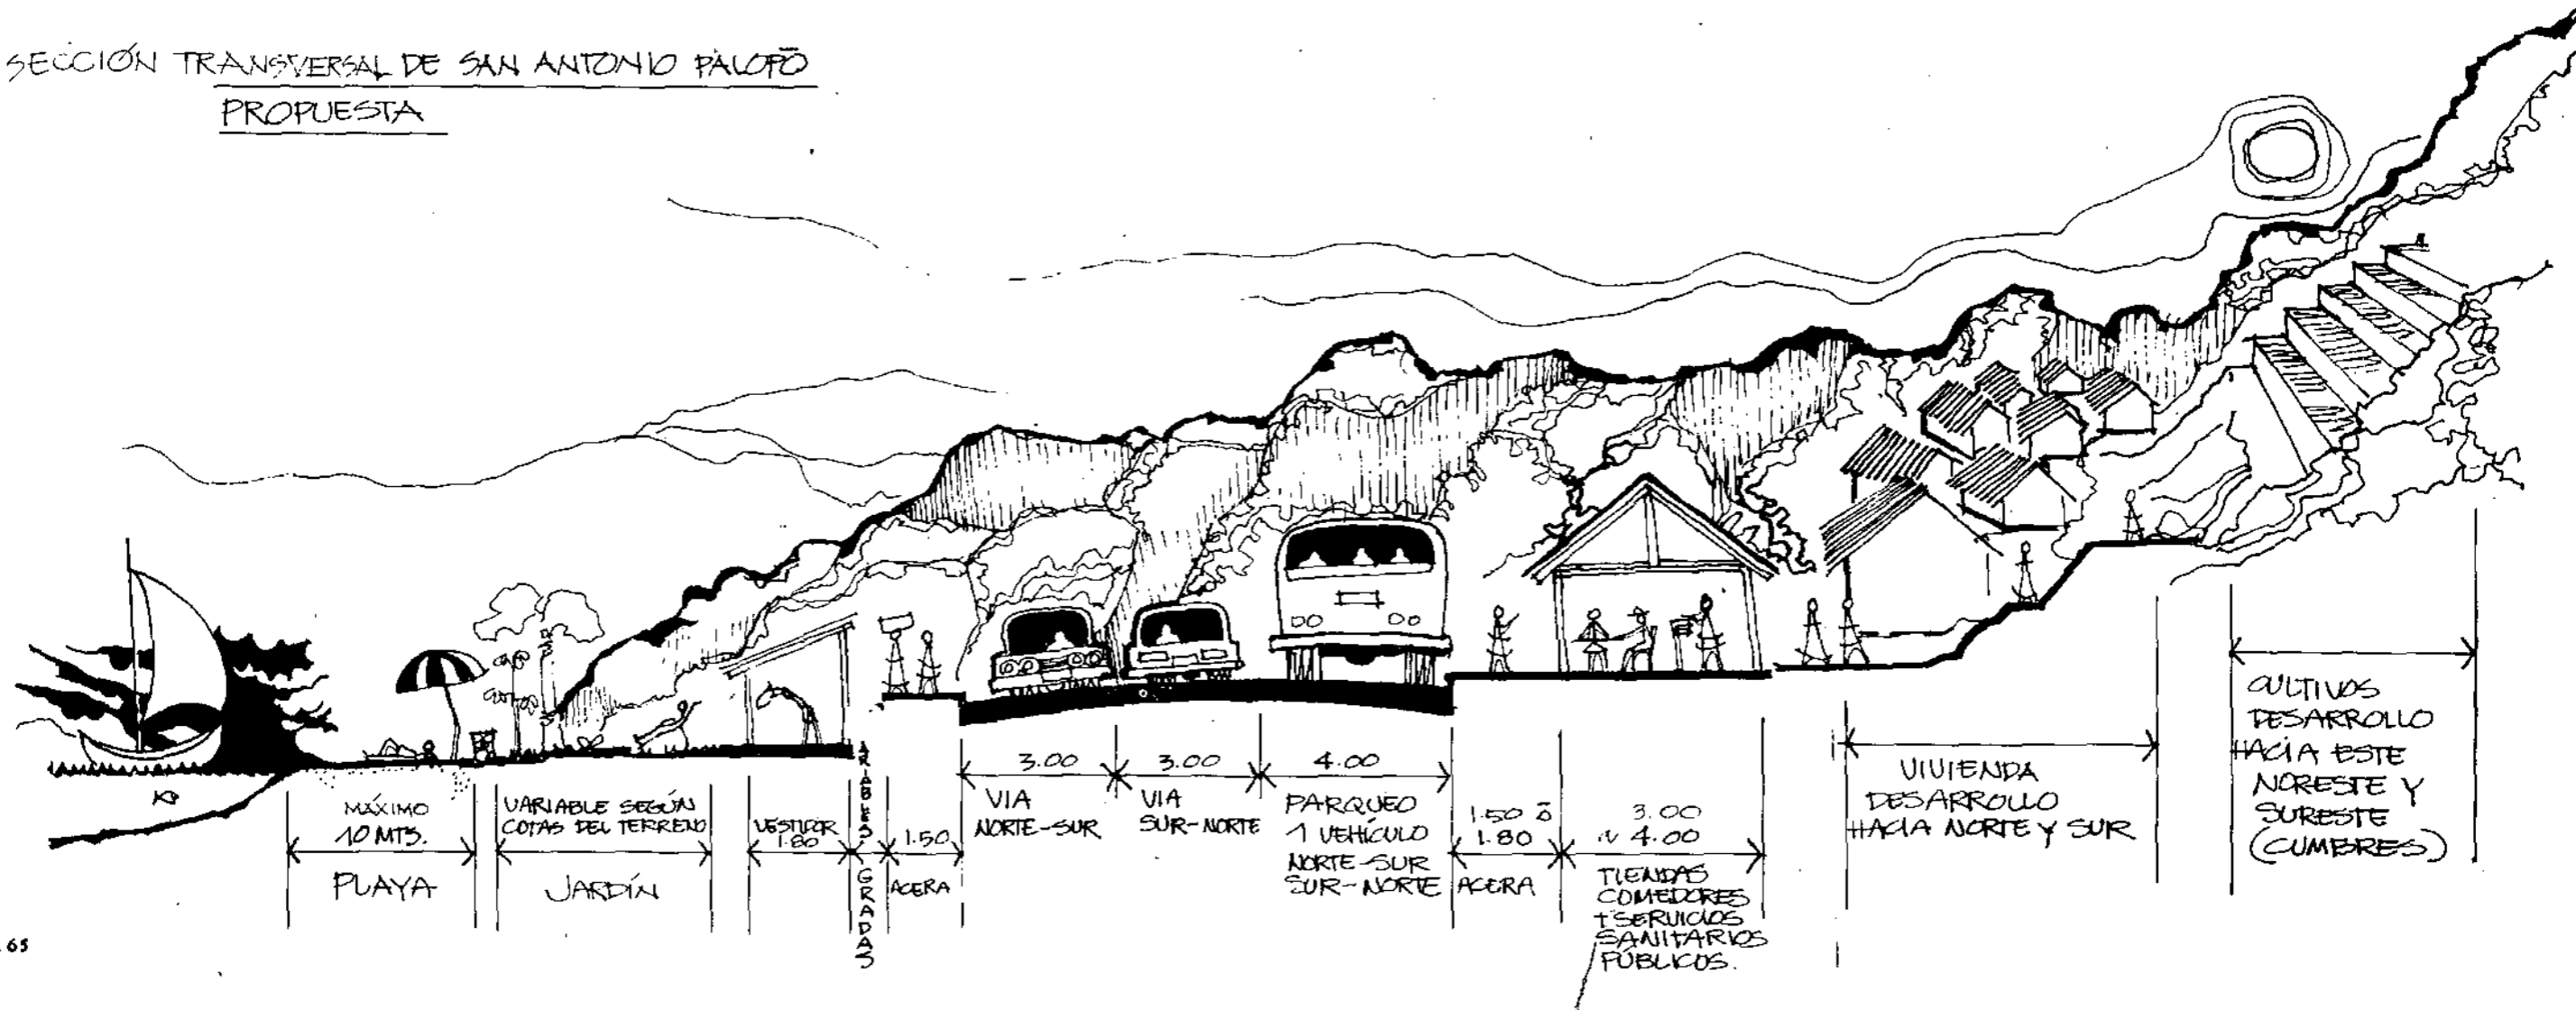 SECCIÓN TRANSVERSAL DE SAN ANTONIO PALOPÓ
PROPUESTA
MÁXIMO
10 MTS.
PLAYA
VARIABLE SEGÚN
COTAS DEL TERRENO
JARDÍN
VESTIDOR
1.80
VARIABLES
GRADAS
1.50
ACERA
3.00
VIA
NORTE-SUR
3.00
VIA
SUR-NORTE
4.00
PARQUEO
1 VEHÍCULO
NORTE-SUR
SUR-NORTE
1.50 ó
1.80
ACERA
3.00
4.00
TIENDAS
COMEDORES
+ SERVICIOS
SANITARIOS
PÚBLICOS.
VIVIENDA
DESARROLLO
HACIA NORTE Y SUR
CULTIVOS
DESARROLLO
HACIA ESTE
NORESTE Y
SURESTE
(CUMBRES)
65